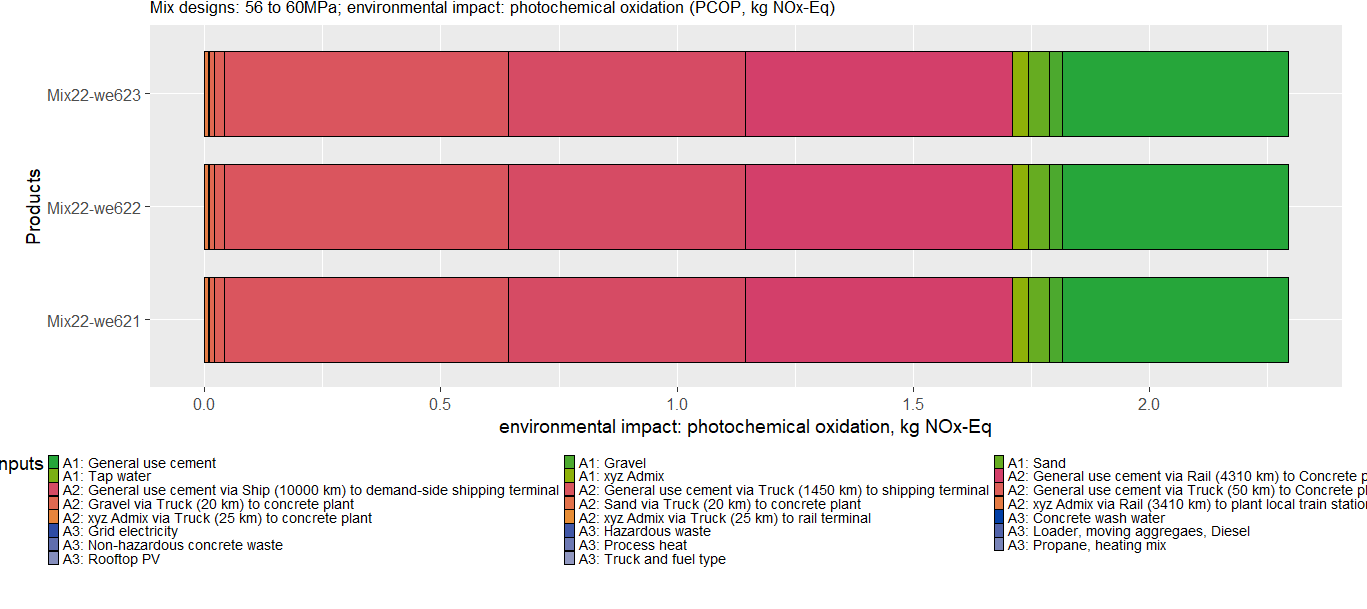 Mix designs: 56 to 60MPa; environmental impact: photochemical oxidation (PCOP, kg NOx-Eq)
Products
Mix22-we623
Mix22-we622
Mix22-we621
0.0 0.5 1.0 1.5 2.0
environmental impact: photochemical oxidation, kg NOx-Eq
nputs A1: General use cement A1: Gravel A1: Sand
A1: Tap water A1: xyz Admix A2: General use cement via Rail (4310 km) to Concrete p
A2: General use cement via Ship (10000 km) to demand-side shipping terminal A2: General use cement via Truck (1450 km) to shipping terminal A2: General use cement via Truck (50 km) to Concrete pl
A2: Gravel via Truck (20 km) to concrete plant A2: Sand via Truck (20 km) to concrete plant A2: xyz Admix via Rail (3410 km) to plant local train station
A2: xyz Admix via Truck (25 km) to concrete plant A2: xyz Admix via Truck (25 km) to rail terminal A3: Concrete wash water
A3: Grid electricity A3: Hazardous waste A3: Loader, moving aggregaes, Diesel
A3: Non-hazardous concrete waste A3: Process heat A3: Propane, heating mix
A3: Rooftop PV A3: Truck and fuel type